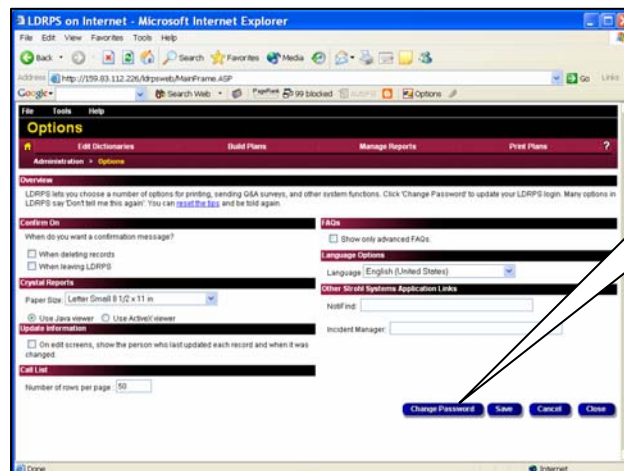 LDRPS on Internet - Microsoft Internet Explorer
File Edit View Favorites Tools Help
Back Search Favorites Media
Address http://159.83.112.226/ldrpsweb/MainFrame.ASP Go Links
Google Search Web PageRank 99 blocked AutoFill Options
File Tools Help
Options
Edit Dictionaries Build Plans Manage Reports Print Plans ?
Administration > Options
Overview
LDRPS lets you choose a number of options for printing, sending Q&A surveys, and other system functions. Click 'Change Password' to update your LDRPS login. Many options in
LDRPS say 'Don't tell me this again'. You can reset the tips and be told again.
Confirm On
When do you want a confirmation message?
When deleting records
When leaving LDRPS
Crystal Reports
Paper Size: Letter Small 8 1/2 x 11 in
Use Java viewer Use ActiveX viewer
Update Information
On edit screens, show the person who last updated each record and when it was
changed.
Call List
Number of rows per page: 50
FAQs
Show only advanced FAQs.
Language Options
Language: English (United States)
Other Strohl Systems Application Links
NotiFind:
Incident Manager:
Change Password Save Cancel Close
Done Internet